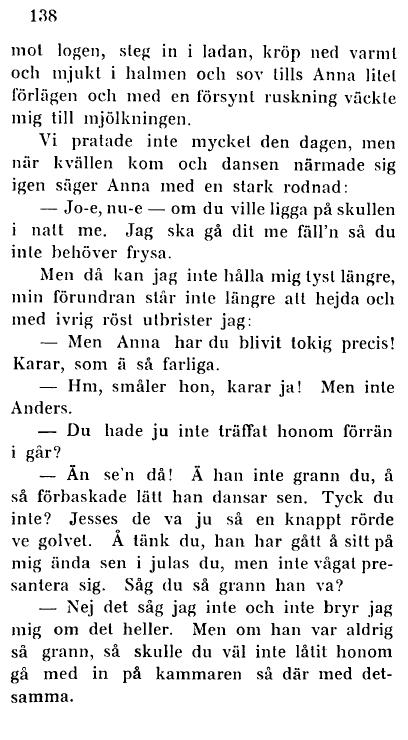 138
mot logen, steg in i ladan, kröp ned varmt
och mjukt i halmen och sov tills Anna litet
förlägen och med en försynt ruskning väckte
mig till mjölkningen.
Vi pratade inte mycket den dagen, men
när kvällen kom och dansen närmade sig
igen säger Anna med en stark rodnad:
— Jo-e, nu-e — om du ville ligga på skullen
i natt me. Jag ska gå dit me fäll'n så du
inte behöver frysa.
Men då kan jag inte hålla mig tyst längre,
min förundran står inte längre att hejda och
med ivrig röst utbrister jag:
— Men Anna har du blivit tokig precis!
Karar, som ä så farliga.
— Hm, småler hon, karar ja! Men inte
Anders.
— Du hade ju inte träffat honom förrän
i går?
— Än se'n då! Ä han inte grann du, å
så förbaskade lätt han dansar sen. Tyck du
inte? Jesses de va ju så en knappt rörde
ve golvet. Å tänk du, han har gått å sitt på
mig ända sen i julas du, men inte vågat pre-
santera sig. Såg du så grann han va?
— Nej det såg jag inte och inte bryr jag
mig om det heller. Men om han var aldrig
så grann, så skulle du väl inte låtit honom
gå med in på kammaren så där med det-
samma.